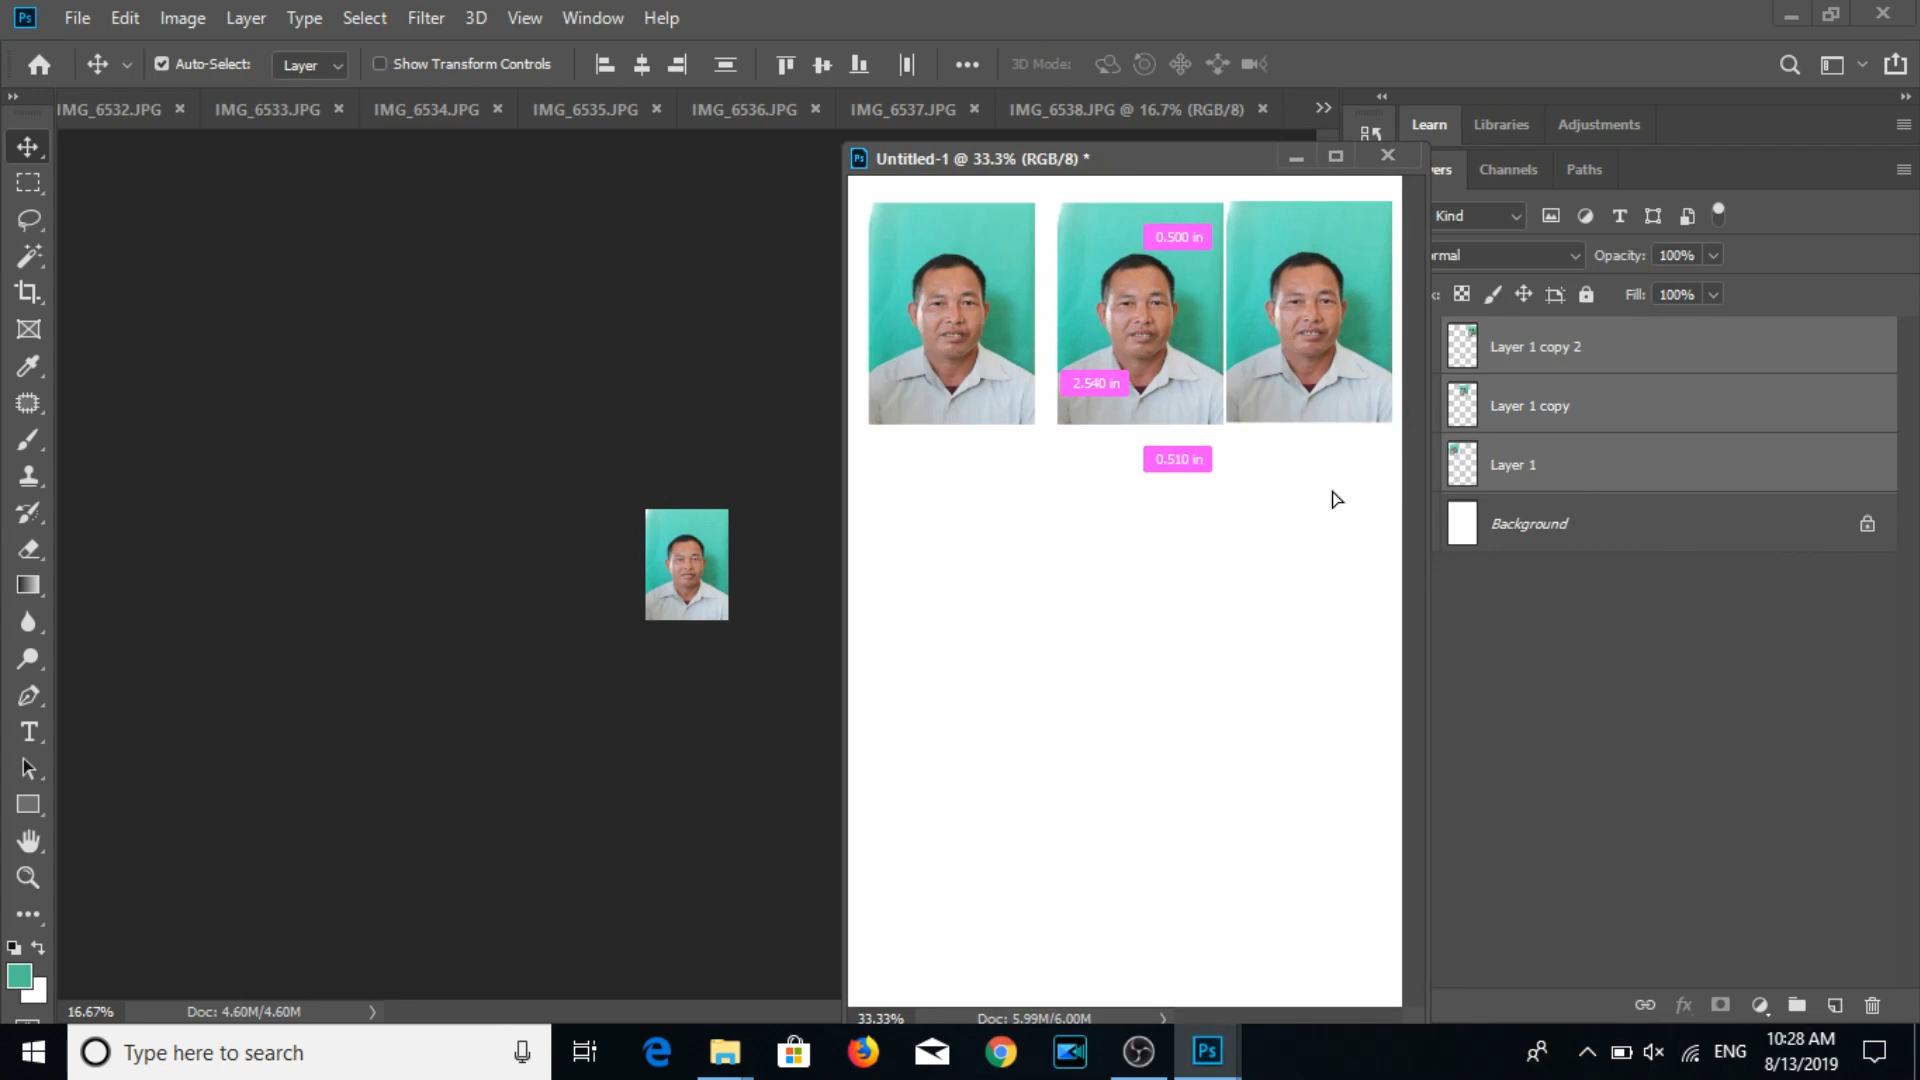 Ps File Edit Image Layer Type Select Filter 3D View Window Help
Auto-Select: Layer Show Transform Controls 3D Mode:
IMG_6532.JPG IMG_6533.JPG IMG_6534.JPG IMG_6535.JPG IMG_6536.JPG IMG_6537.JPG IMG_6538.JPG @ 16.7% (RGB/8)
Learn Libraries Adjustments
Ps Untitled-1 @ 33.3% (RGB/8) *
ers Channels Paths
Kind
rmal Opacity: 100%
Fill: 100%
0.500 in
2.540 in
0.510 in
Layer 1 copy 2
Layer 1 copy
Layer 1
Background
16.67% Doc: 4.60M/4.60M
33.33% Doc: 5.99M/6.00M
Type here to search
Ps
ENG
10:28 AM
8/13/2019